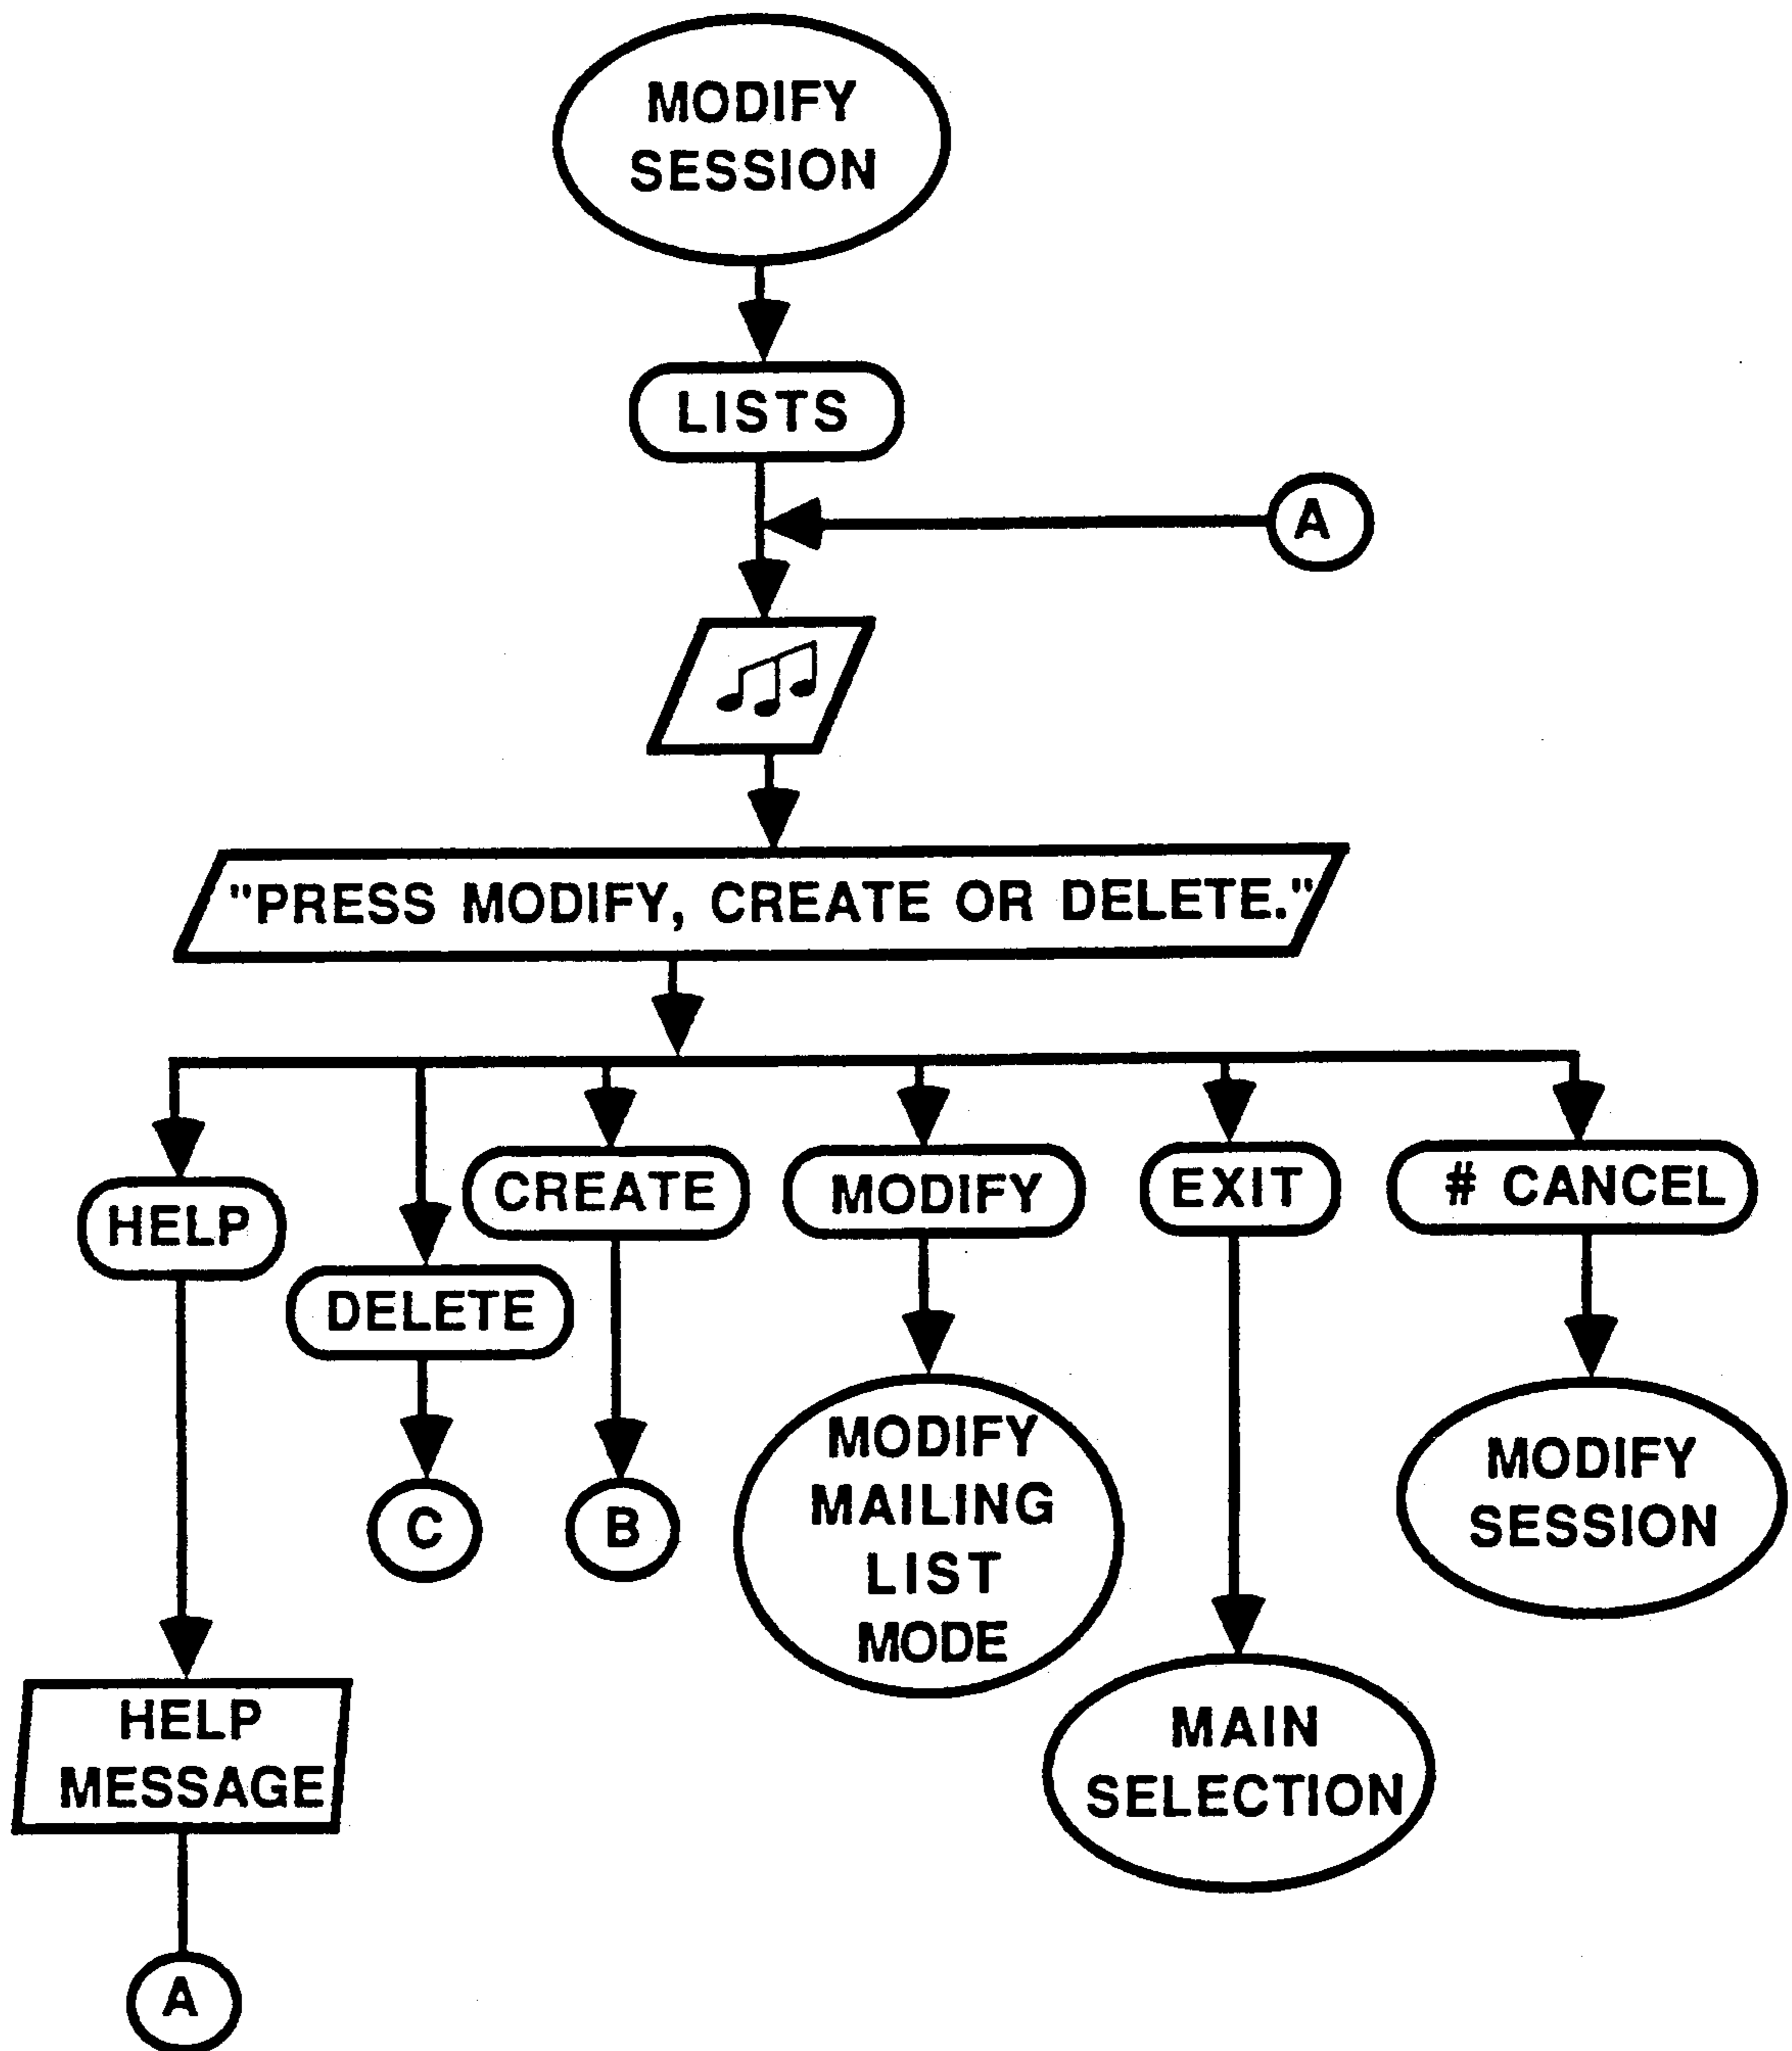 MODIFY
SESSION
LISTS
A
"PRESS MODIFY, CREATE OR DELETE."
HELP
DELETE
CREATE
MODIFY
EXIT
# CANCEL
C
B
MODIFY
MAILING
LIST
MODE
MODIFY
SESSION
HELP
MESSAGE
MAIN
SELECTION
A